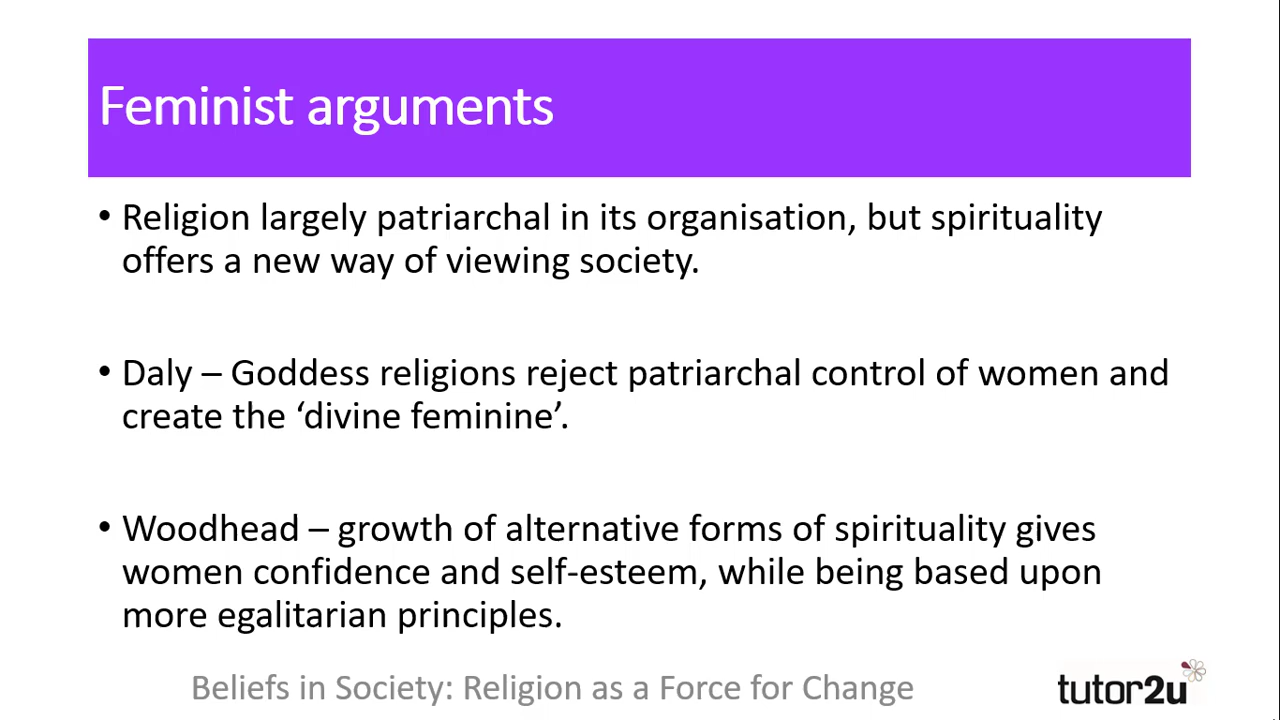 Feminist arguments
• Religion largely patriarchal in its organisation, but spirituality
offers a new way of viewing society.
• Daly – Goddess religions reject patriarchal control of women and
create the ‘divine feminine’.
• Woodhead – growth of alternative forms of spirituality gives
women confidence and self-esteem, while being based upon
more egalitarian principles.
Beliefs in Society: Religion as a Force for Change
tutor2u